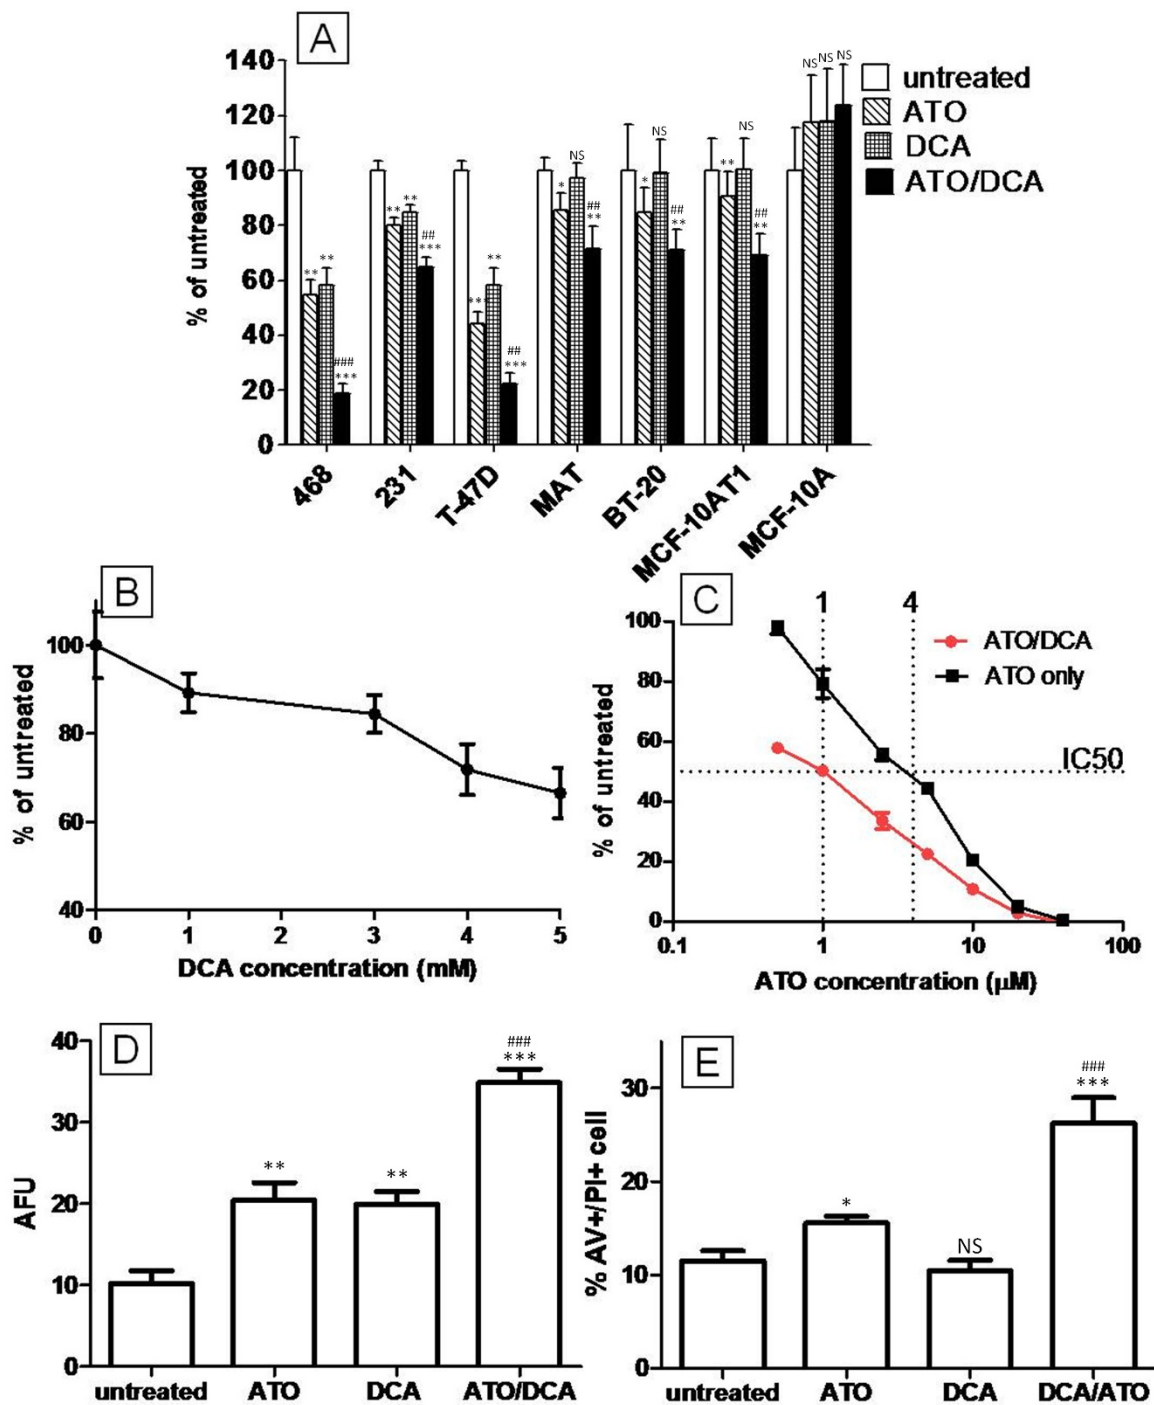 A
140
120
100
80
60
40
20
0
% of untreated
untreated
ATO
DCA
ATO/DCA
** ** ### ***
** ** ## ***
** ** ## ***
* NS ## **
* NS ## **
** NS ## **
NS NS NS
468 231 T-47D MAT BT-20 MCF-10AT1 MCF-10A
B
100
80
60
40
% of untreated
0 1 2 3 4 5
DCA concentration (mM)
C
1 4
100
80
60
40
20
0
% of untreated
ATO/DCA
ATO only
IC50
0.1 1 10 100
ATO concentration (μM)
D
40
30
20
10
0
AFU
** ** ### ***
untreated ATO DCA ATO/DCA
E
30
20
10
0
% AV+/PI+ cell
* NS ### ***
untreated ATO DCA DCA/ATO